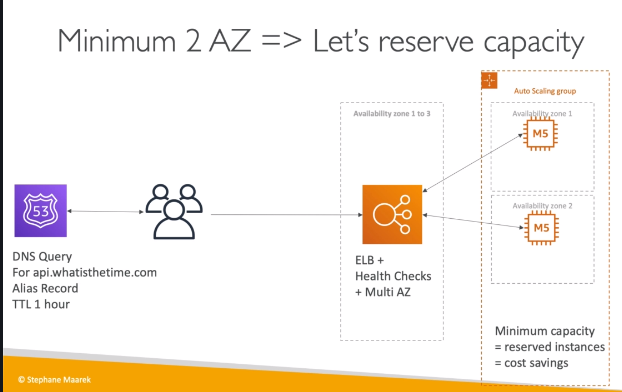 Minimum 2 AZ => Let's reserve capacity
Auto Scaling group
Availability zone 1 to 3
Availability zone 1
M5
Availability zone 2
M5
53
DNS Query
For api.whatisthetime.com
Alias Record
TTL 1 hour
ELB +
Health Checks
+ Multi AZ
Minimum capacity
= reserved instances
= cost savings
© Stephane Maarek